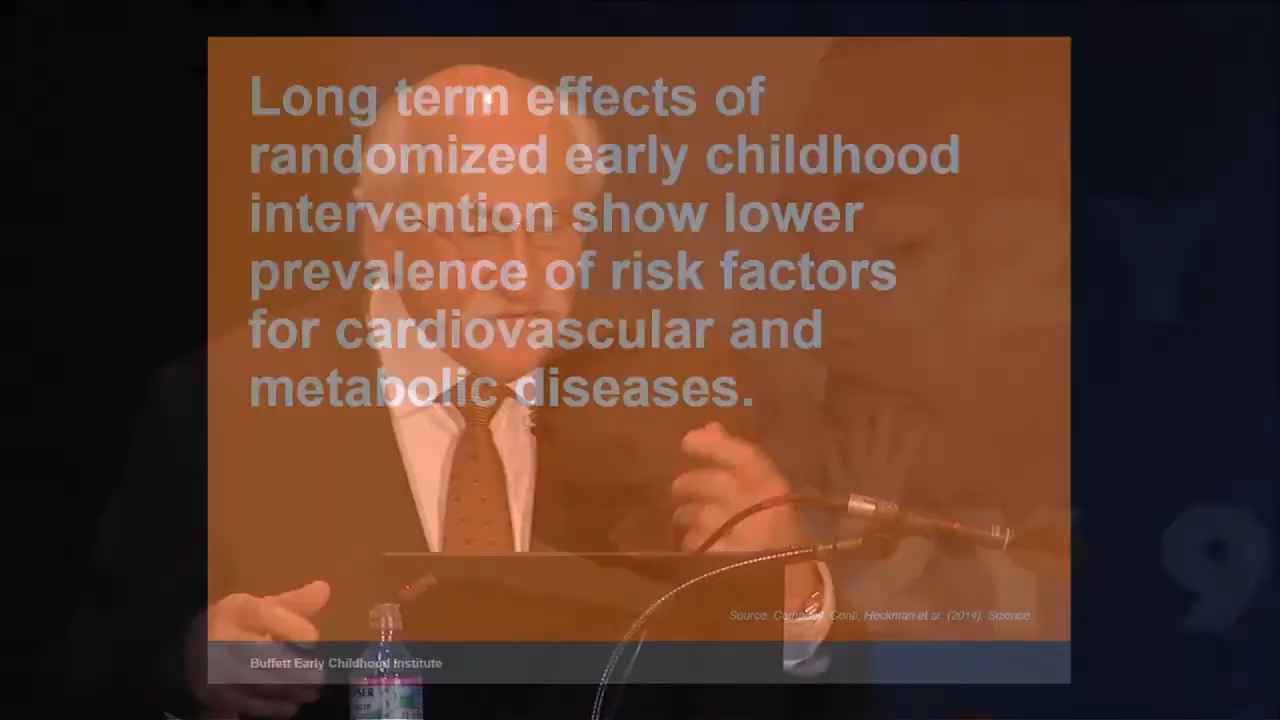 Long term effects of
randomized early childhood
intervention show lower
prevalence of risk factors
for cardiovascular and
metabolic diseases.
Source: Campbell, Conti, Heckman et al. (2014), Science
Buffett Early Childhood Institute
9